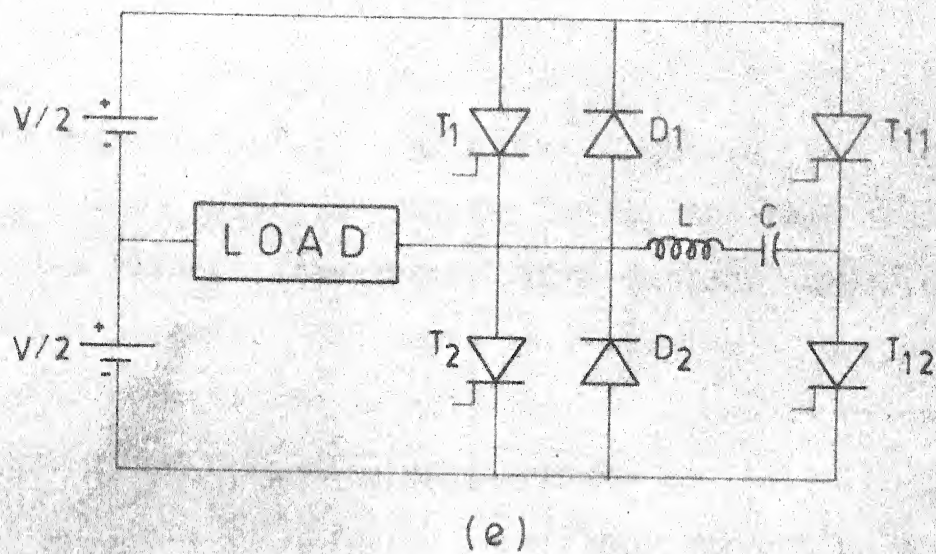 +
V/2
-
T1
D1
T11
LOAD
L
C
+
V/2
-
T2
D2
T12
(e)